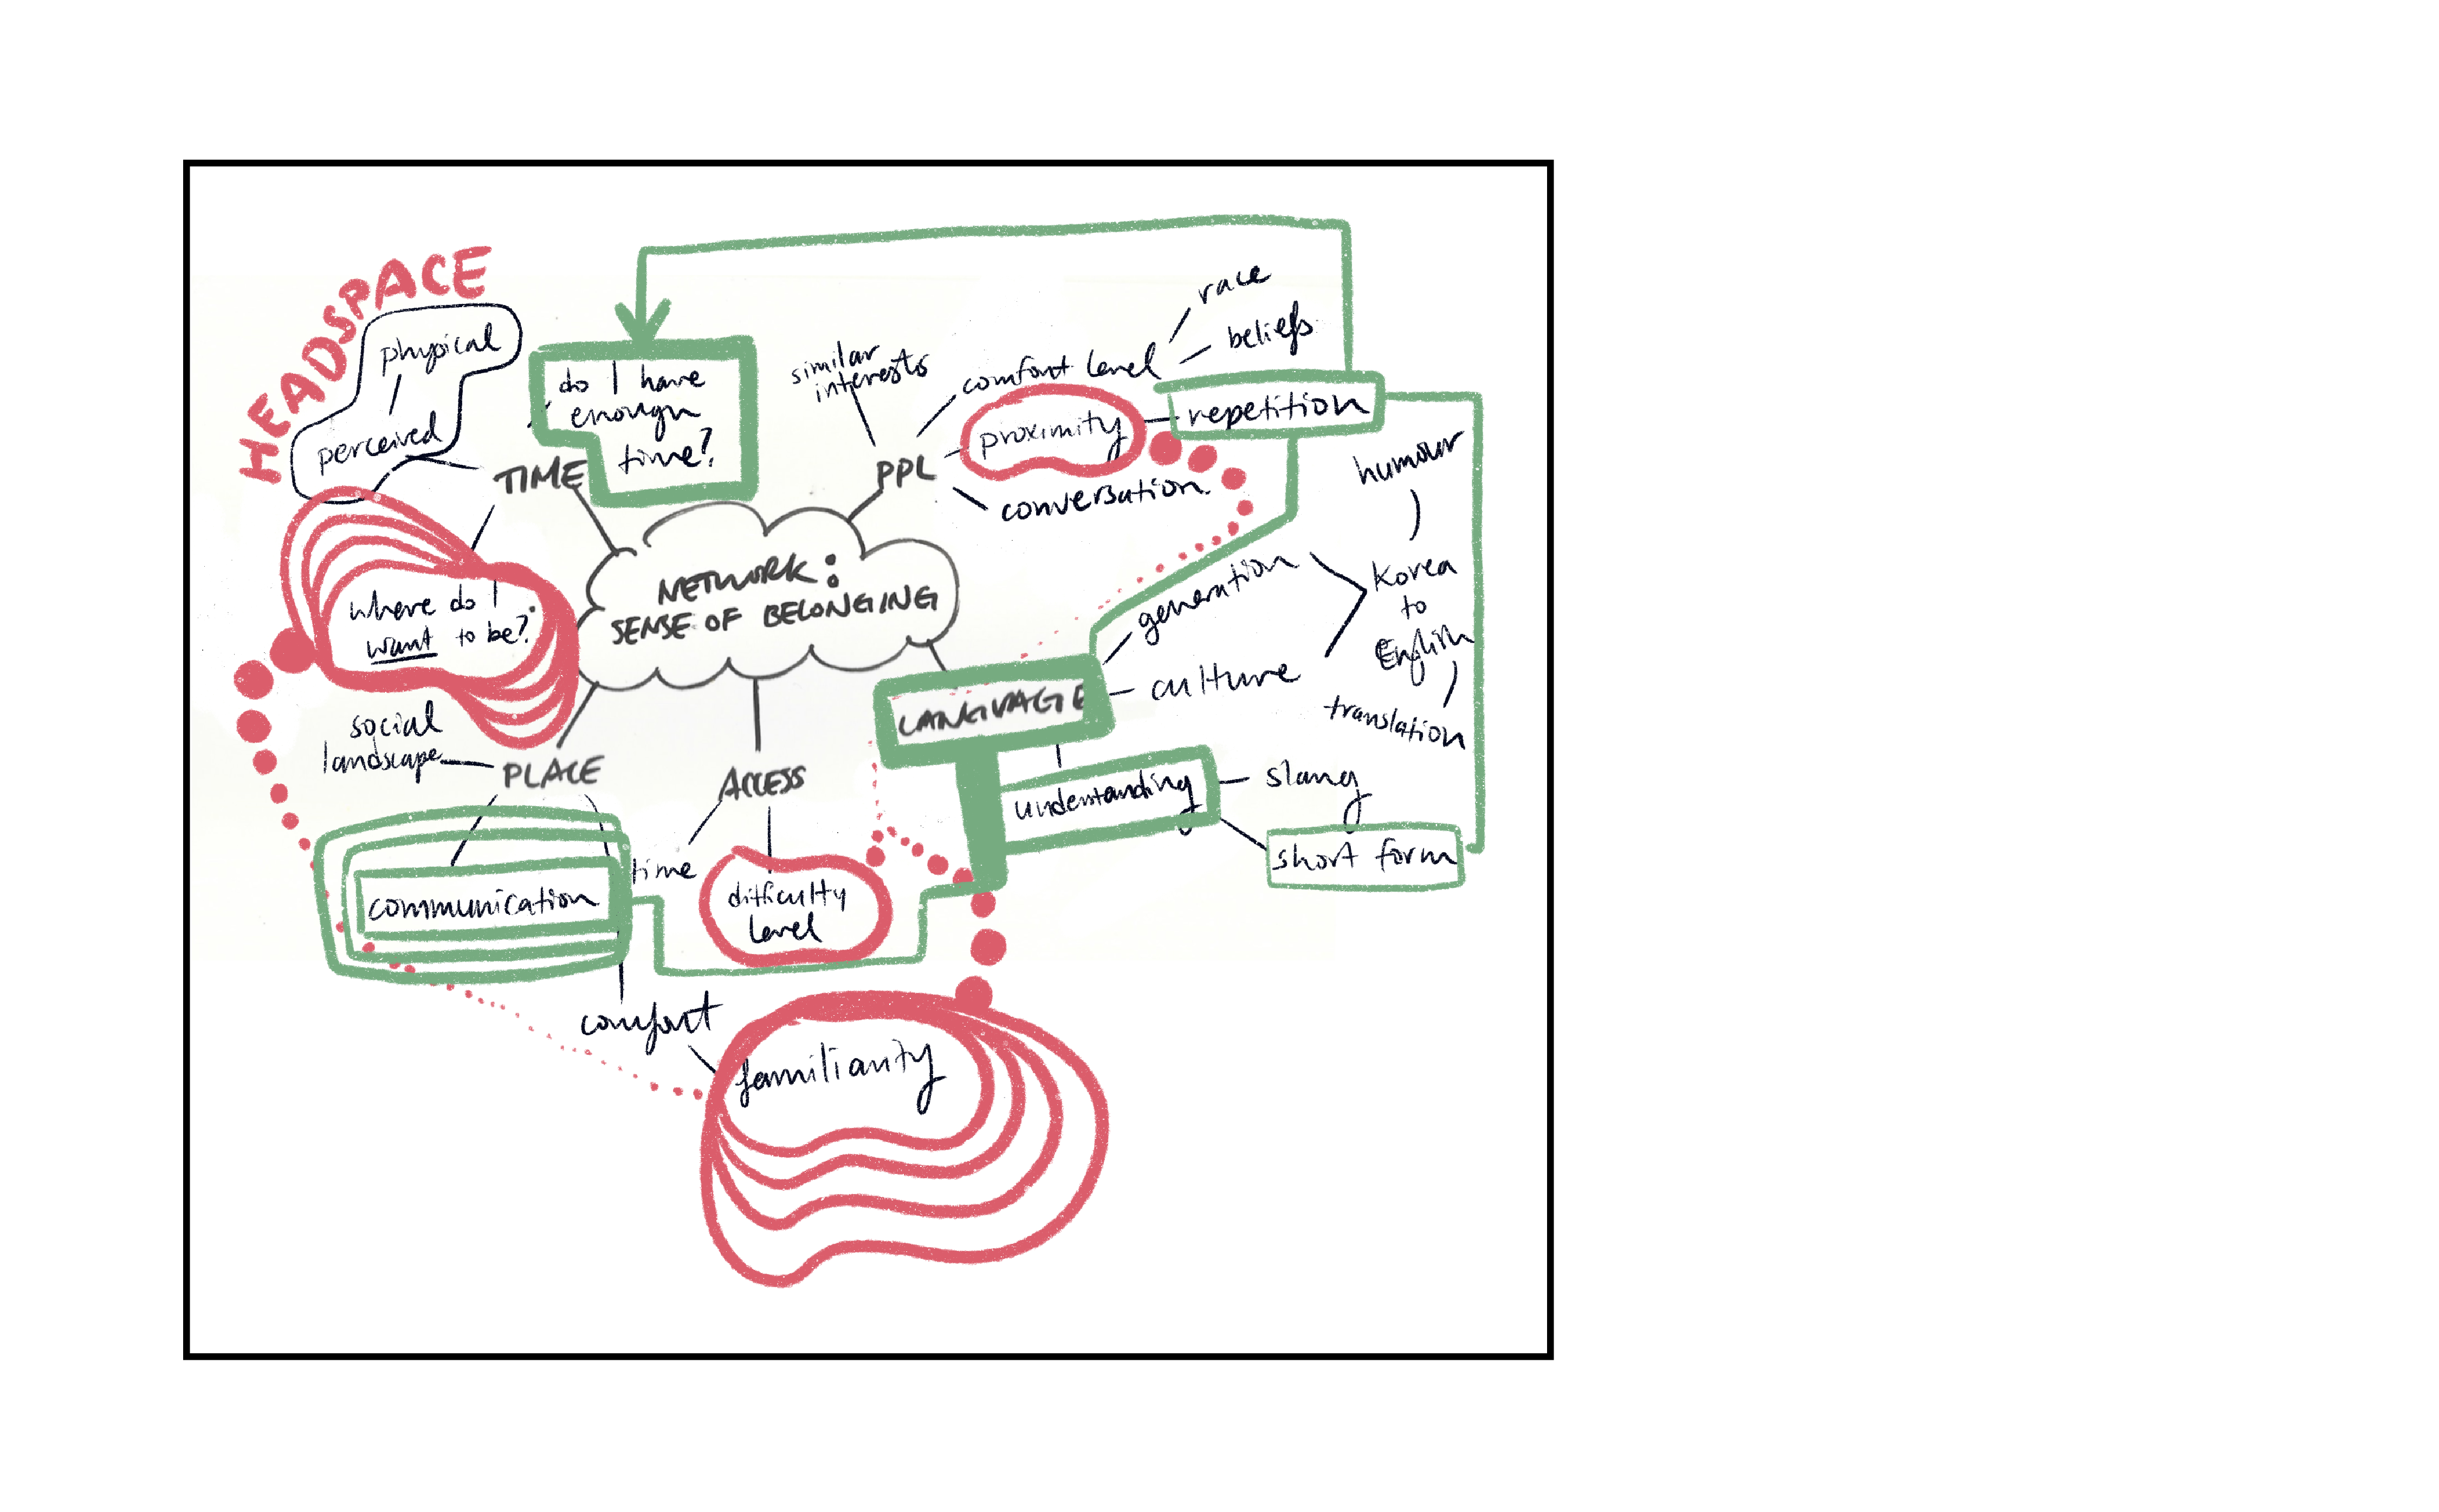 HEADSPACE
physical
perceived
TIME
do I have
enough
time?
where do I
want to be?
NETWORK:
SENSE OF BELONGING
PPL
similar
interests
comfort level
race
beliefs
proximity
repetition
conversation
LANGUAGE
generation
culture
humour
Korea
to
English
translation
understanding
slang
short form
ACCESS
time
difficulty
level
PLACE
social
landscape
communication
comfort
familiarity